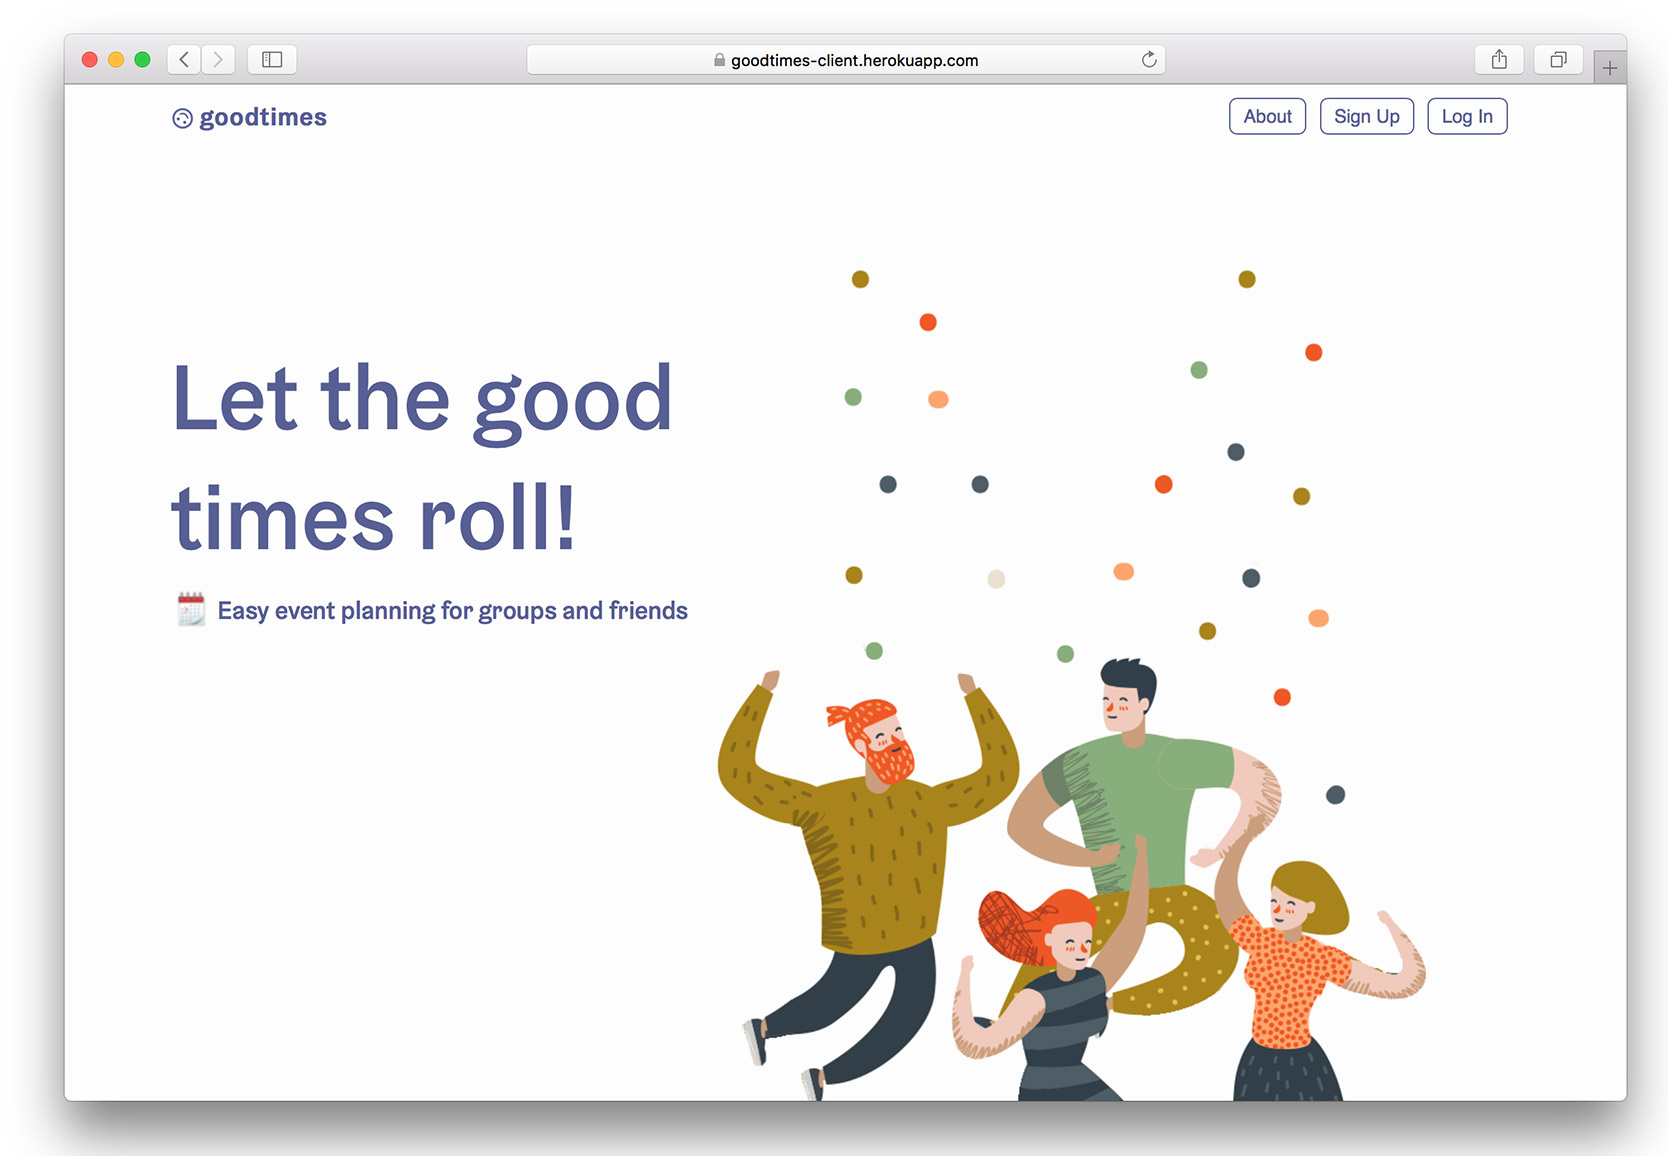 goodtimes-client.herokuapp.com
goodtimes
About
Sign Up
Log In
Let the good
times roll!
Easy event planning for groups and friends